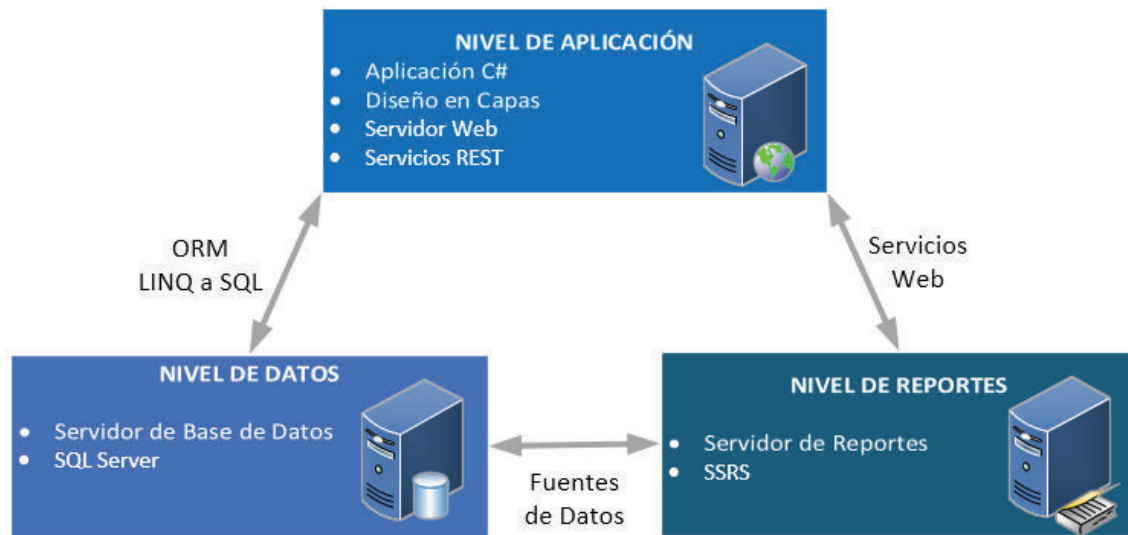 NIVEL DE APLICACIÓN
• Aplicación C#
• Diseño en Capas
• Servidor Web
• Servicios REST
ORM
LINQ a SQL
Servicios
Web
NIVEL DE DATOS
• Servidor de Base de Datos
• SQL Server
Fuentes
de Datos
NIVEL DE REPORTES
• Servidor de Reportes
• SSRS